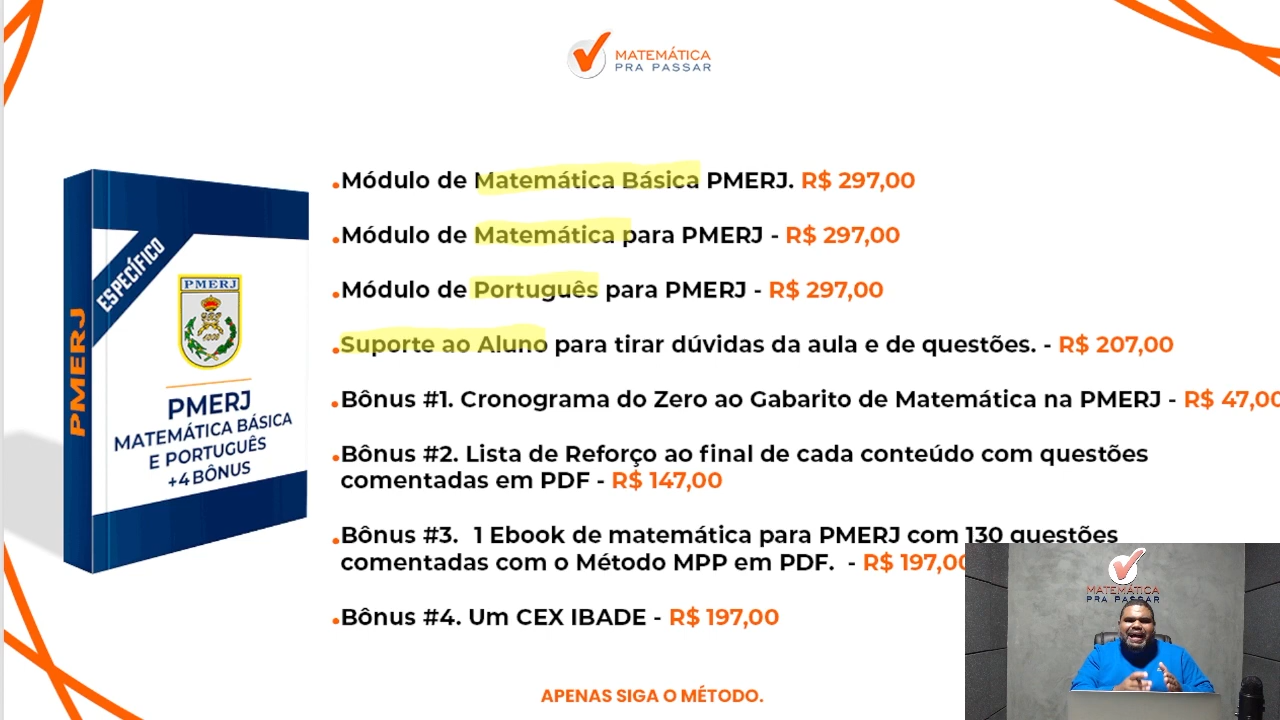 MATEMÁTICA
PRA PASSAR
.Módulo de Matemática Básica PMERJ. R$ 297,00
.Módulo de Matemática para PMERJ - R$ 297,00
.Módulo de Português para PMERJ - R$ 297,00
.Suporte ao Aluno para tirar dúvidas da aula e de questões. - R$ 207,00
.Bônus #1. Cronograma do Zero ao Gabarito de Matemática na PMERJ - R$ 47,00
.Bônus #2. Lista de Reforço ao final de cada conteúdo com questões
comentadas em PDF - R$ 147,00
.Bônus #3. 1 Ebook de matemática para PMERJ com 130 questões
comentadas com o Método MPP em PDF. - R$ 197,00
.Bônus #4. Um CEX IBADE - R$ 197,00
ESPECÍFICO
PMERJ
PMERJ
PMERJ
MATEMÁTICA BÁSICA
E PORTUGUÊS
+4 BÔNUS
MATEMÁTICA
PRA PASSAR
APENAS SIGA O MÉTODO.